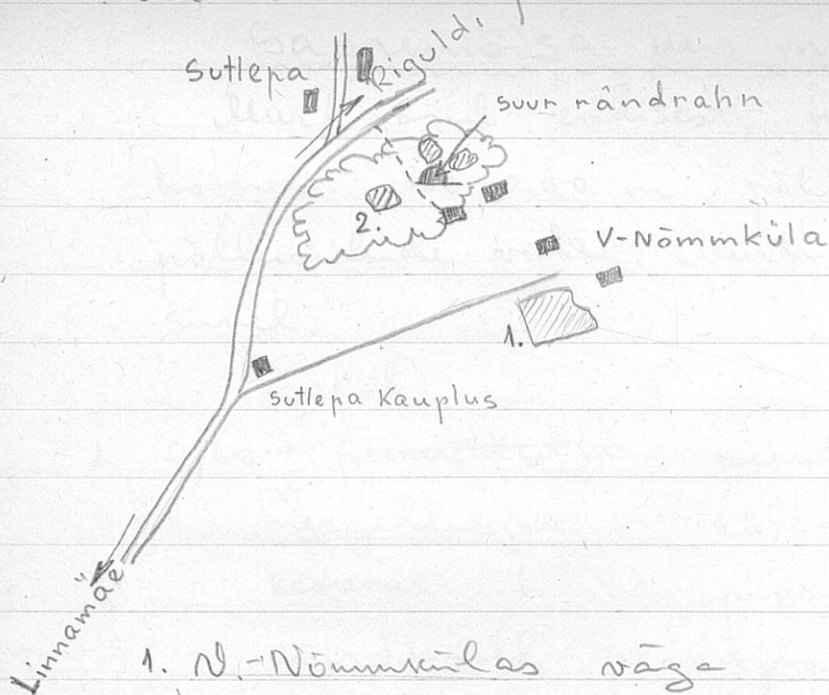 Riguldi
Sutlepa
suur rändrahn
2.
V-Nõmmküla
1.
Sutlepa Kauplus
Linnamäe
1. V.-Nõmmkülas väga